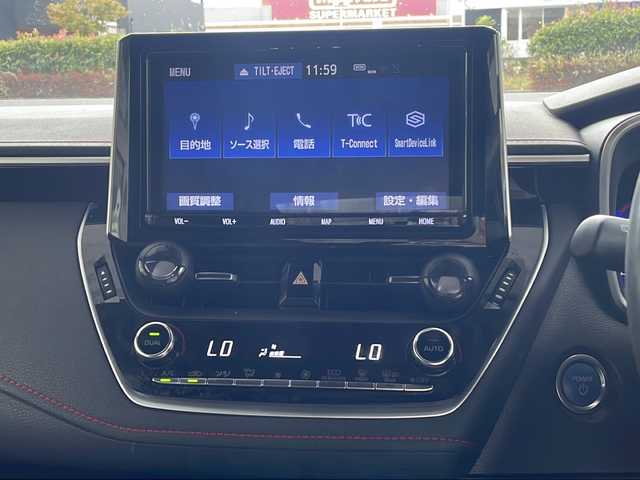 SUPERMARKET
MENU TILT·EJECT 11:59
目的地 ソース選択 電話 T-Connect SmartDeviceLink
画質調整 情報 設定・編集
VOL− VOL+ AUDIO MAP MENU HOME
DUAL LO LO AUTO
A/C
ECO
POWER